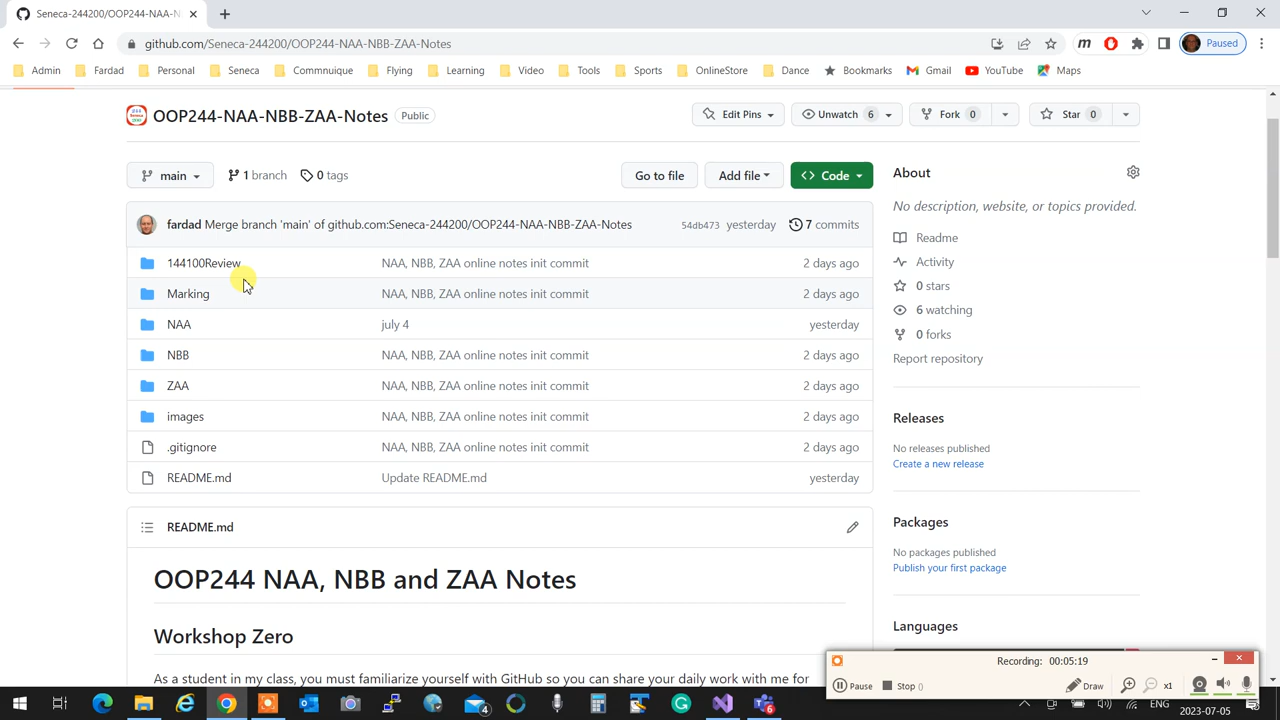 Seneca-244200/OOP244-NAA-N
github.com/Seneca-244200/OOP244-NAA-NBB-ZAA-Notes
m
Paused
Admin
Fardad
Personal
Seneca
Commnuique
Flying
Learning
Video
Tools
Sports
OnlineStore
Dance
Bookmarks
Gmail
YouTube
Maps
OOP244-NAA-NBB-ZAA-Notes Public
Edit Pins
Unwatch 6
Fork 0
Star 0
main
1 branch
0 tags
Go to file
Add file
<> Code
fardad Merge branch 'main' of github.com:Seneca-244200/OOP244-NAA-NBB-ZAA-Notes 54db473 yesterday 7 commits
144100Review NAA, NBB, ZAA online notes init commit 2 days ago
Marking NAA, NBB, ZAA online notes init commit 2 days ago
NAA july 4 yesterday
NBB NAA, NBB, ZAA online notes init commit 2 days ago
ZAA NAA, NBB, ZAA online notes init commit 2 days ago
images NAA, NBB, ZAA online notes init commit 2 days ago
.gitignore NAA, NBB, ZAA online notes init commit 2 days ago
README.md Update README.md yesterday
README.md
OOP244 NAA, NBB and ZAA Notes
Workshop Zero
As a student in my class, you must familiarize yourself with GitHub so you can share your daily work with me for
About
No description, website, or topics provided.
Readme
Activity
0 stars
6 watching
0 forks
Report repository
Releases
No releases published
Create a new release
Packages
No packages published
Publish your first package
Languages
Recording: 00:05:19
Pause
Stop ()
Draw
x1
4
6
ENG
2023-07-05